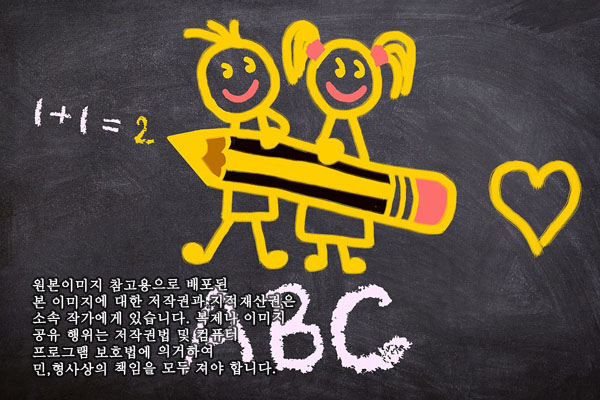 1+1=2
원본이미지 참고용으로 배포된
본 이미지에 대한 저작권과 지적재산권은
소속 작가에게 있습니다. 복제나 이미지
공유 행위는 저작권법 및 컴퓨터
프로그램 보호법에 의거하여
민,형사상의 책임을 모두 져야 합니다.
ABC